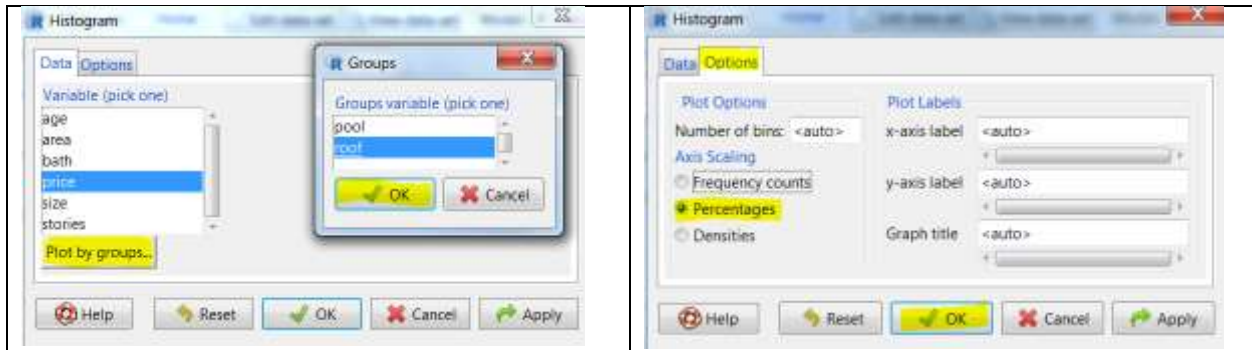 Histogram
Data Options
Variable (pick one)
age
area
bath
price
size
stories
Plot by groups...
Groups
Groups variable (pick one)
pool
roof
OK Cancel
Help Reset OK Cancel Apply
Histogram
Data Options
Plot Options
Number of bins: <auto>
Axis Scaling
Frequency counts
Percentages
Densities
Plot Labels
x-axis label <auto>
y-axis label <auto>
Graph title <auto>
Help Reset OK Cancel Apply